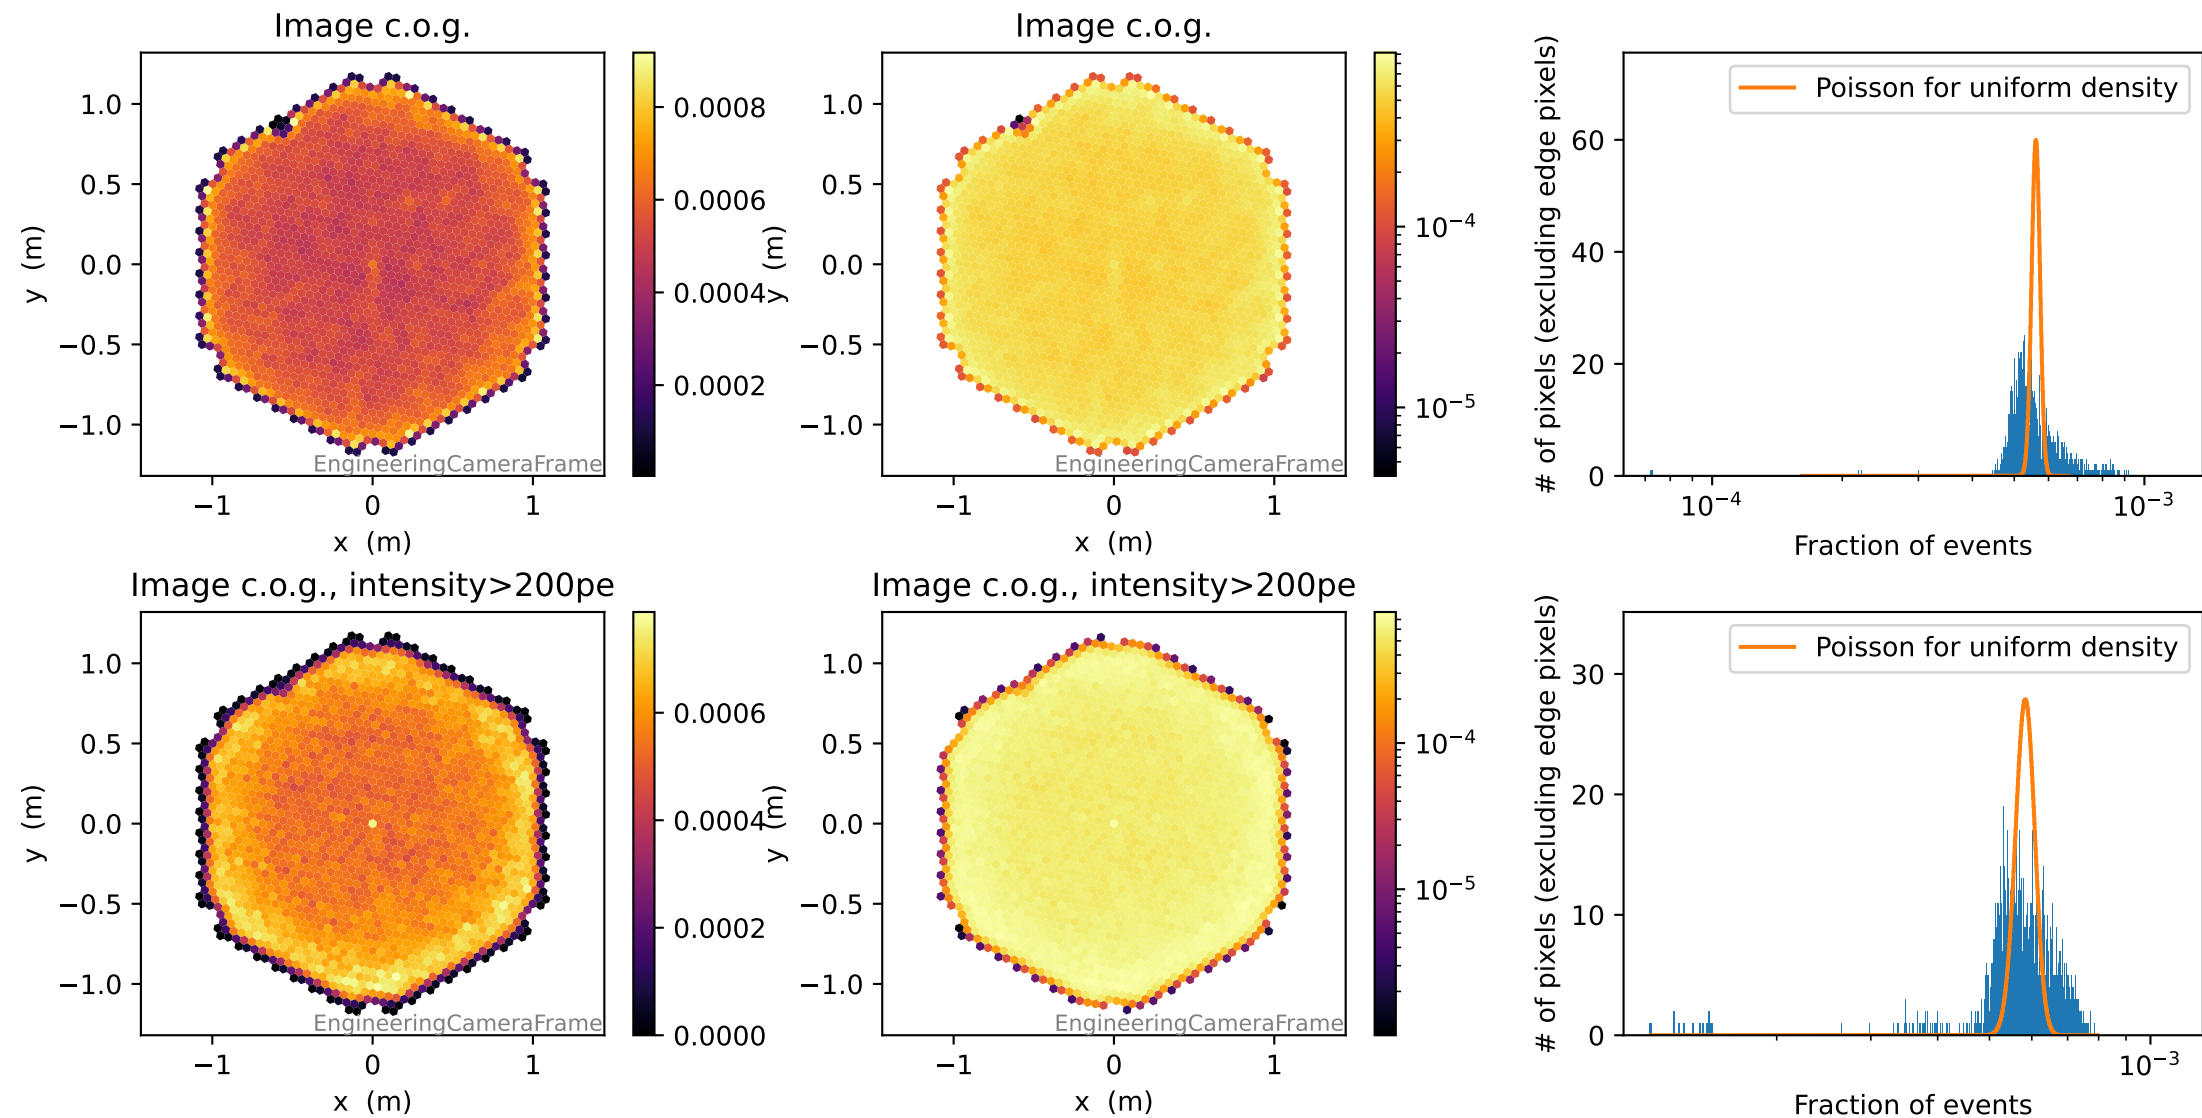 Image c.o.g.
1.0
0.5
0.0
−0.5
−1.0
y (m)
−1
0
1
x (m)
EngineeringCameraFrame
0.0008
0.0006
0.0004
0.0002
Image c.o.g.
1.0
0.5
0.0
−0.5
−1.0
y (m)
−1
0
1
x (m)
EngineeringCameraFrame
10⁻⁴
10⁻⁵
# of pixels (excluding edge pixels)
60
40
20
0
Poisson for uniform density
10⁻⁴
10⁻³
Fraction of events
Image c.o.g., intensity>200pe
1.0
0.5
0.0
−0.5
−1.0
y (m)
−1
0
1
x (m)
EngineeringCameraFrame
0.0006
0.0004
0.0002
0.0000
Image c.o.g., intensity>200pe
1.0
0.5
0.0
−0.5
−1.0
y (m)
−1
0
1
x (m)
EngineeringCameraFrame
10⁻⁴
10⁻⁵
# of pixels (excluding edge pixels)
30
20
10
0
Poisson for uniform density
10⁻³
Fraction of events